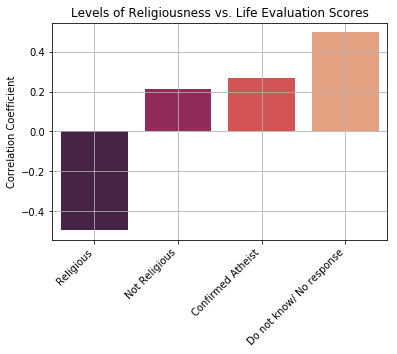 Levels of Religiousness vs. Life Evaluation Scores
Correlation Coefficient
0.4
0.2
0.0
−0.2
−0.4
Religious
Not Religious
Confirmed Atheist
Do not know/ No response